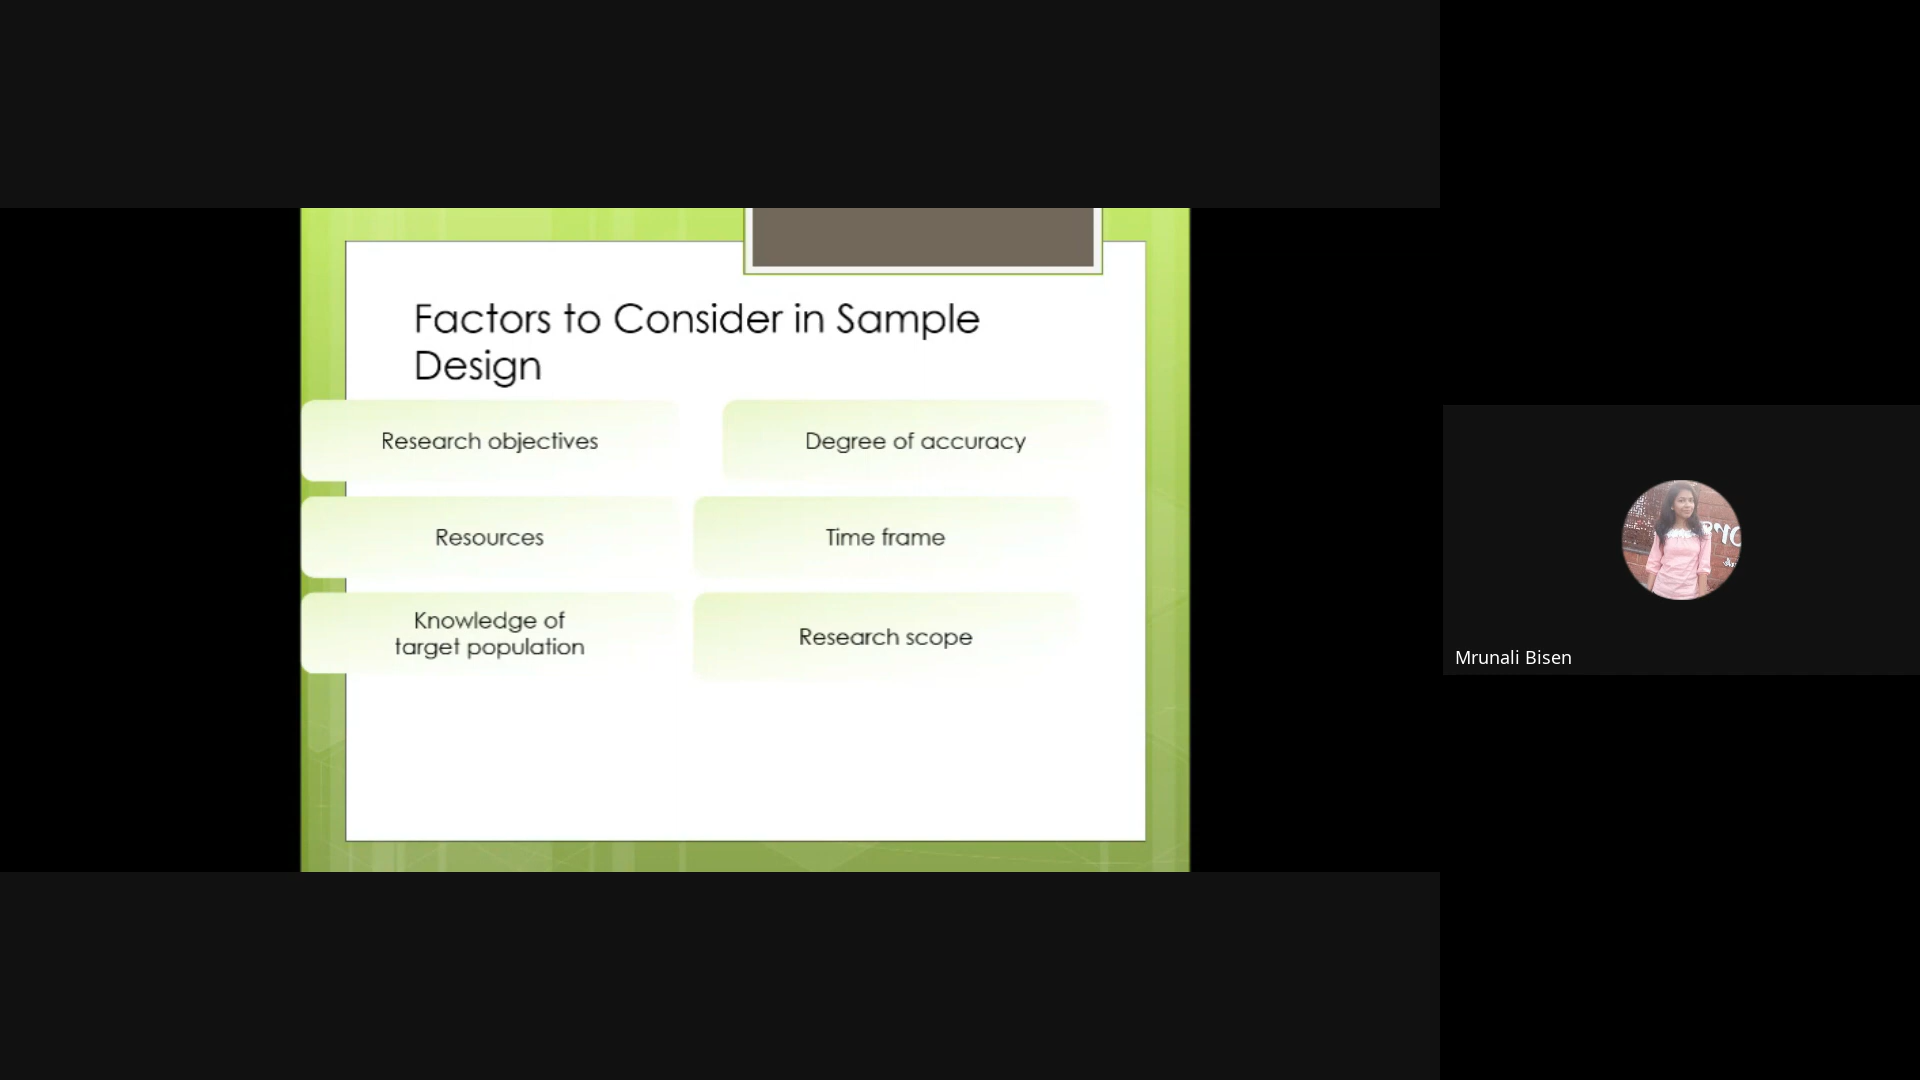 Factors to Consider in Sample
Design
Research objectives
Degree of accuracy
Resources
Time frame
Knowledge of
target population
Research scope
Mrunali Bisen